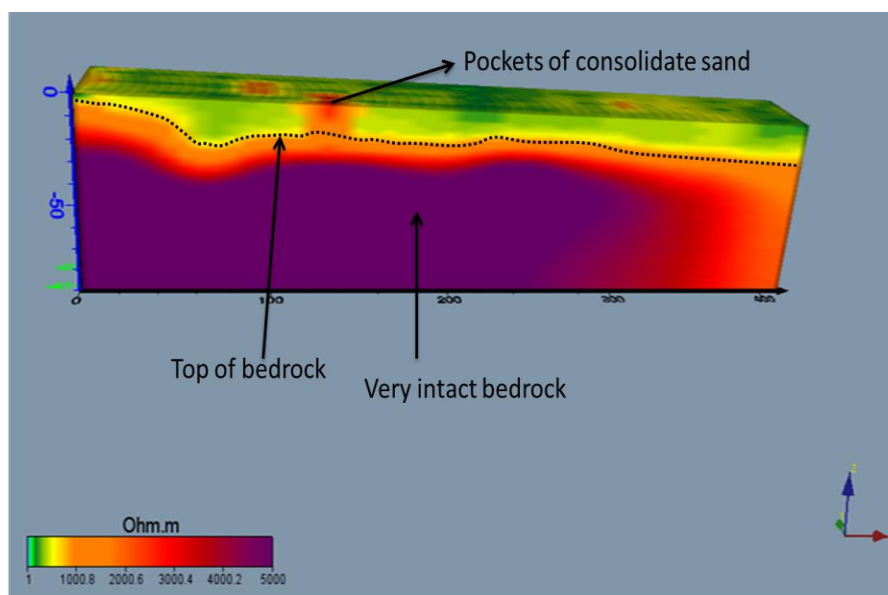 Pockets of consolidate sand
0
-50
0
100
200
300
400
Top of bedrock
Very intact bedrock
Z
Ohm.m
1 1000.8 2000.6 3000.4 4000.2 5000